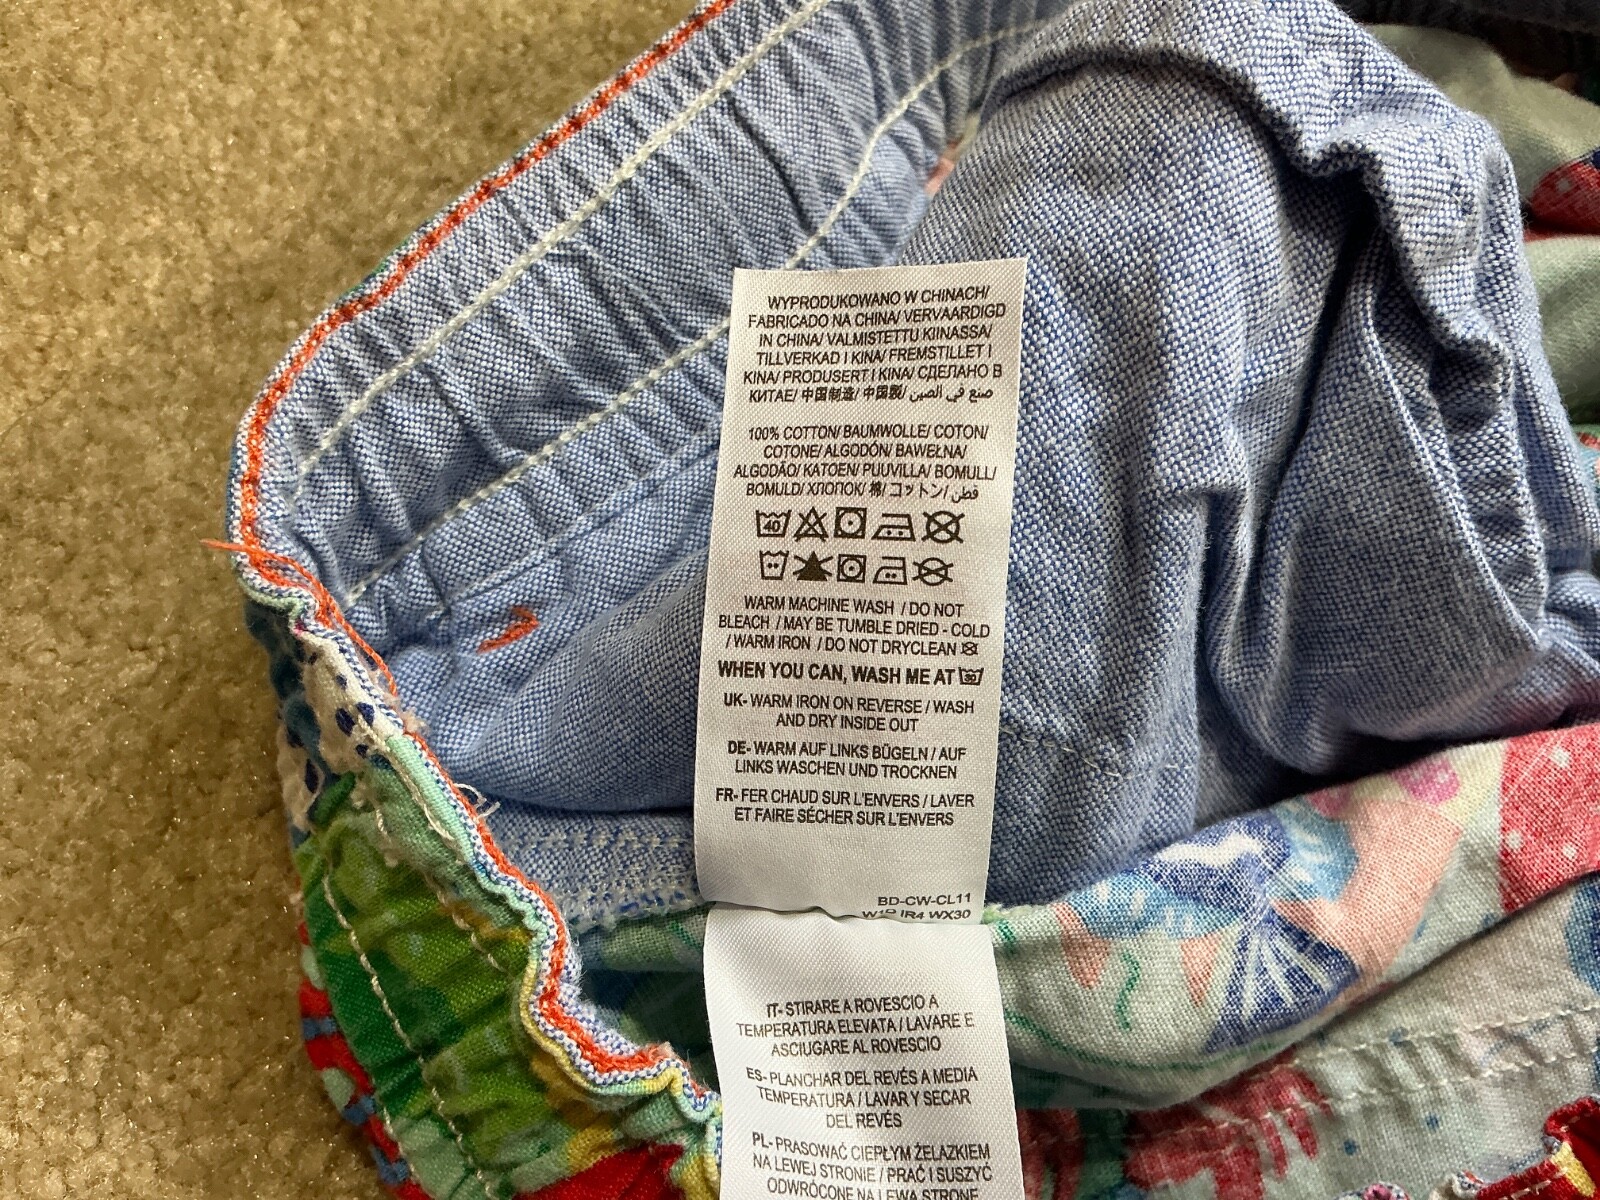 WYPRODUKOWANO W CHINACH/
FABRICADO NA CHINA/ VERVAARDIGD
IN CHINA/ VALMISTETTU KIINASSA/
TILLVERKAD I KINA/ FREMSTILLET I
KINA/ PRODUSERT I KINA/ СДЕЛАНО В
КИТАЕ/ 中国制造/ 中国製/ صنع في الصين
100% COTTON/ BAUMWOLLE/ COTON/
COTONE/ ALGODÓN/ BAWEŁNA/
ALGODÃO/ KATOEN/ PUUVILLA/ BOMULL/
BOMULD/ ХЛОПОК/ 棉/ コットン/ قطن
40
WARM MACHINE WASH / DO NOT
BLEACH / MAY BE TUMBLE DRIED - COLD
/ WARM IRON / DO NOT DRYCLEAN
WHEN YOU CAN, WASH ME AT 30
UK- WARM IRON ON REVERSE / WASH
AND DRY INSIDE OUT
DE- WARM AUF LINKS BÜGELN / AUF
LINKS WASCHEN UND TROCKNEN
FR- FER CHAUD SUR L'ENVERS / LAVER
ET FAIRE SÉCHER SUR L'ENVERS
BD-CW-CL11
IR4 WX30
IT- STIRARE A ROVESCIO A
TEMPERATURA ELEVATA / LAVARE E
ASCIUGARE AL ROVESCIO
ES- PLANCHAR DEL REVÉS A MEDIA
TEMPERATURA / LAVAR Y SECAR
DEL REVÉS
PL- PRASOWAĆ CIEPŁYM ŻELAZKIEM
NA LEWEJ STRONIE / PRAĆ I SUSZYĆ
ODWRÓCONE NA LEWĄ STRONĘ